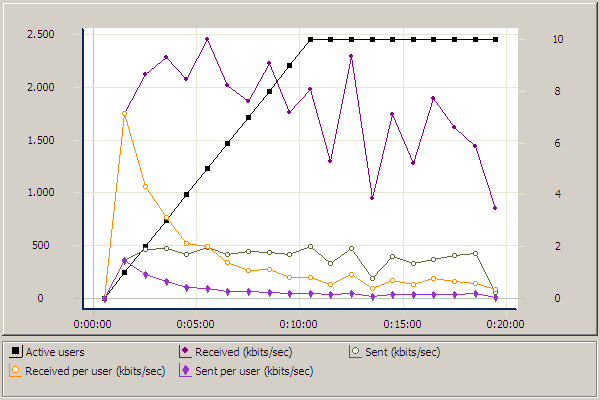 2.500 10
2.000 8
1.500 6
1.000 4
500 2
0 0
0:00:00 0:05:00 0:10:00 0:15:00 0:20:00
Active users Received (kbits/sec) Sent (kbits/sec)
Received per user (kbits/sec) Sent per user (kbits/sec)